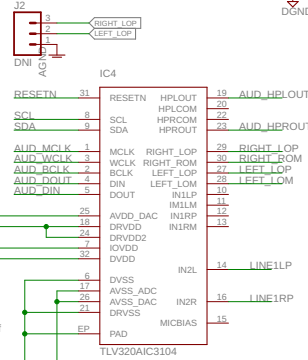 J2
DGND
3
RIGHT_LOP
2
LEFT_LOP
1
DNI
AGND
IC4
RESETN 31 RESETN HPLOUT 19 AUD_HPLOUT
HPLCOM 20
SCL 8 SCL HPRCOM 22
SDA 9 SDA HPROUT 23 AUD_HPROUT
AUD_MCLK 1 MCLK RIGHT_LOP 29 RIGHT_LOP
AUD_WCLK 3 WCLK RIGHT_ROM 30 RIGHT_ROM
AUD_BCLK 2 BCLK LEFT_LOP 27 LEFT_LOP
AUD_DOUT 4 DIN LEFT_LOM 28 LEFT_LOM
AUD_DIN 5 DOUT IN1LP 10
IM1LM 11
25 AVDD_DAC IN1RP 12
18 DRVDD IN1RM 13
24 DRVDD2
7 IOVDD
32 DVDD
IN2L 14 LINE1LP
6 DVSS
17 AVSS_ADC
26 AVSS_DAC IN2R 16 LINE1RP
21 DRVSS
MICBIAS 15
EP PAD
TLV320AIC3104